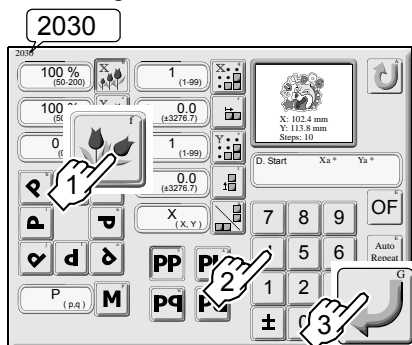 2030
2030
100 %
(50-200)
X
1
(1-99)
X
A
100 %
0.0
(±3276.7)
X: 102.4 mm
Y: 113.8 mm
Steps: 10
f
0
1
(1-99)
Y
D. Start Xa * Ya *
0.0
(±3276.7)
1
X
(X, Y)
7 8 9
OF
P
2
5 6
Auto
Repeat
PP
G
1 2
P
(p,q)
M
Pq
±
0
3